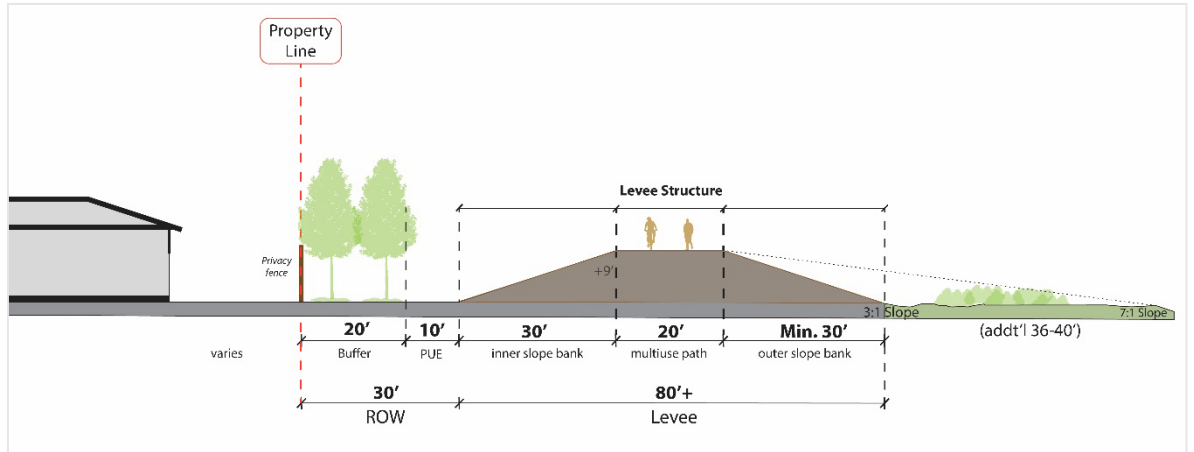 Property
Line
Levee Structure
Privacy
fence
+9'
3:1 Slope
7:1 Slope
20'
10'
30'
20'
Min. 30'
(addt'l 36-40')
varies
Buffer
PUE
inner slope bank
multiuse path
outer slope bank
30'
80'+
ROW
Levee